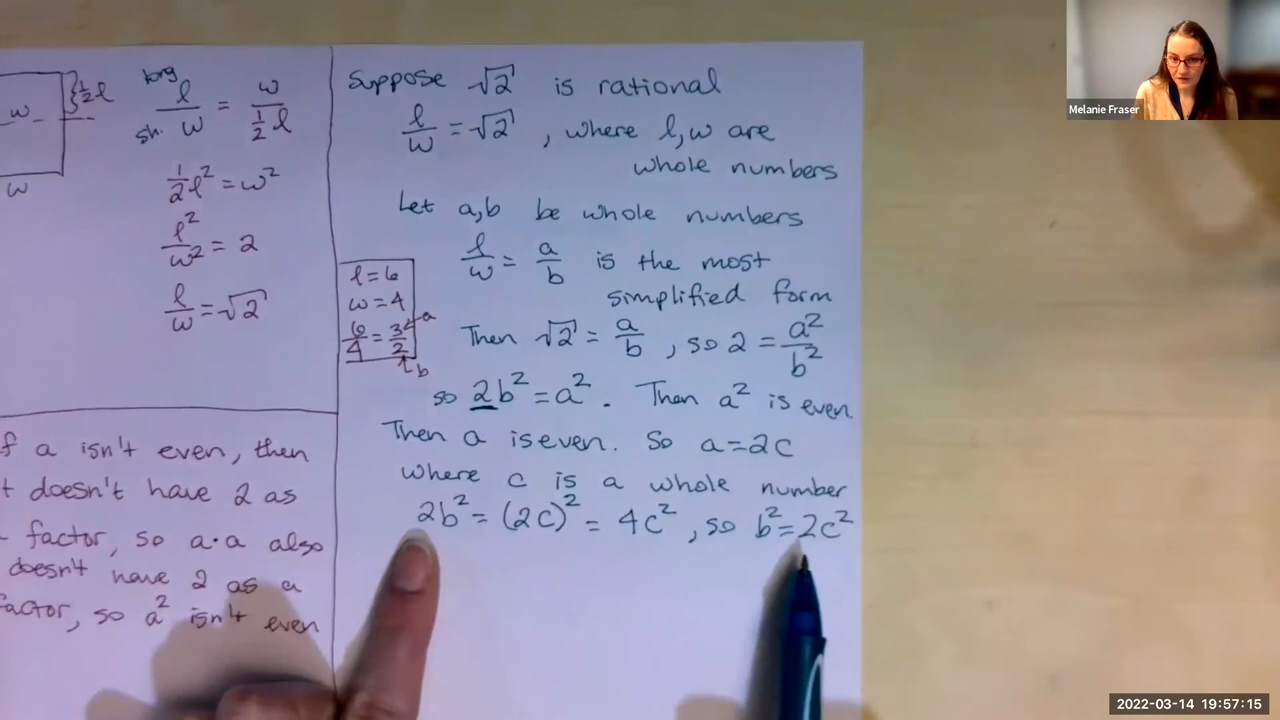 w
}½ℓ
w
long
ℓ/w = w/½ℓ
sh.
½ℓ² = w²
ℓ²/w² = 2
ℓ/w = √2
f a isn't even, then
t doesn't have 2 as
factor, so a·a also
doesn't have 2 as a
factor, so a² isn't even
Suppose √2 is rational
ℓ/w = √2, where ℓ,w are
whole numbers
Let a,b be whole numbers
ℓ/w = a/b is the most
simplified form
ℓ=6
w=4
6/4 = 3/2
a
b
Then √2 = a/b, so 2 = a²/b²
so 2b² = a². Then a² is even
Then a is even. So a=2c
where c is a whole number
2b² = (2c)² = 4c², so b²=2c²
Melanie Fraser
2022-03-14 19:57:15